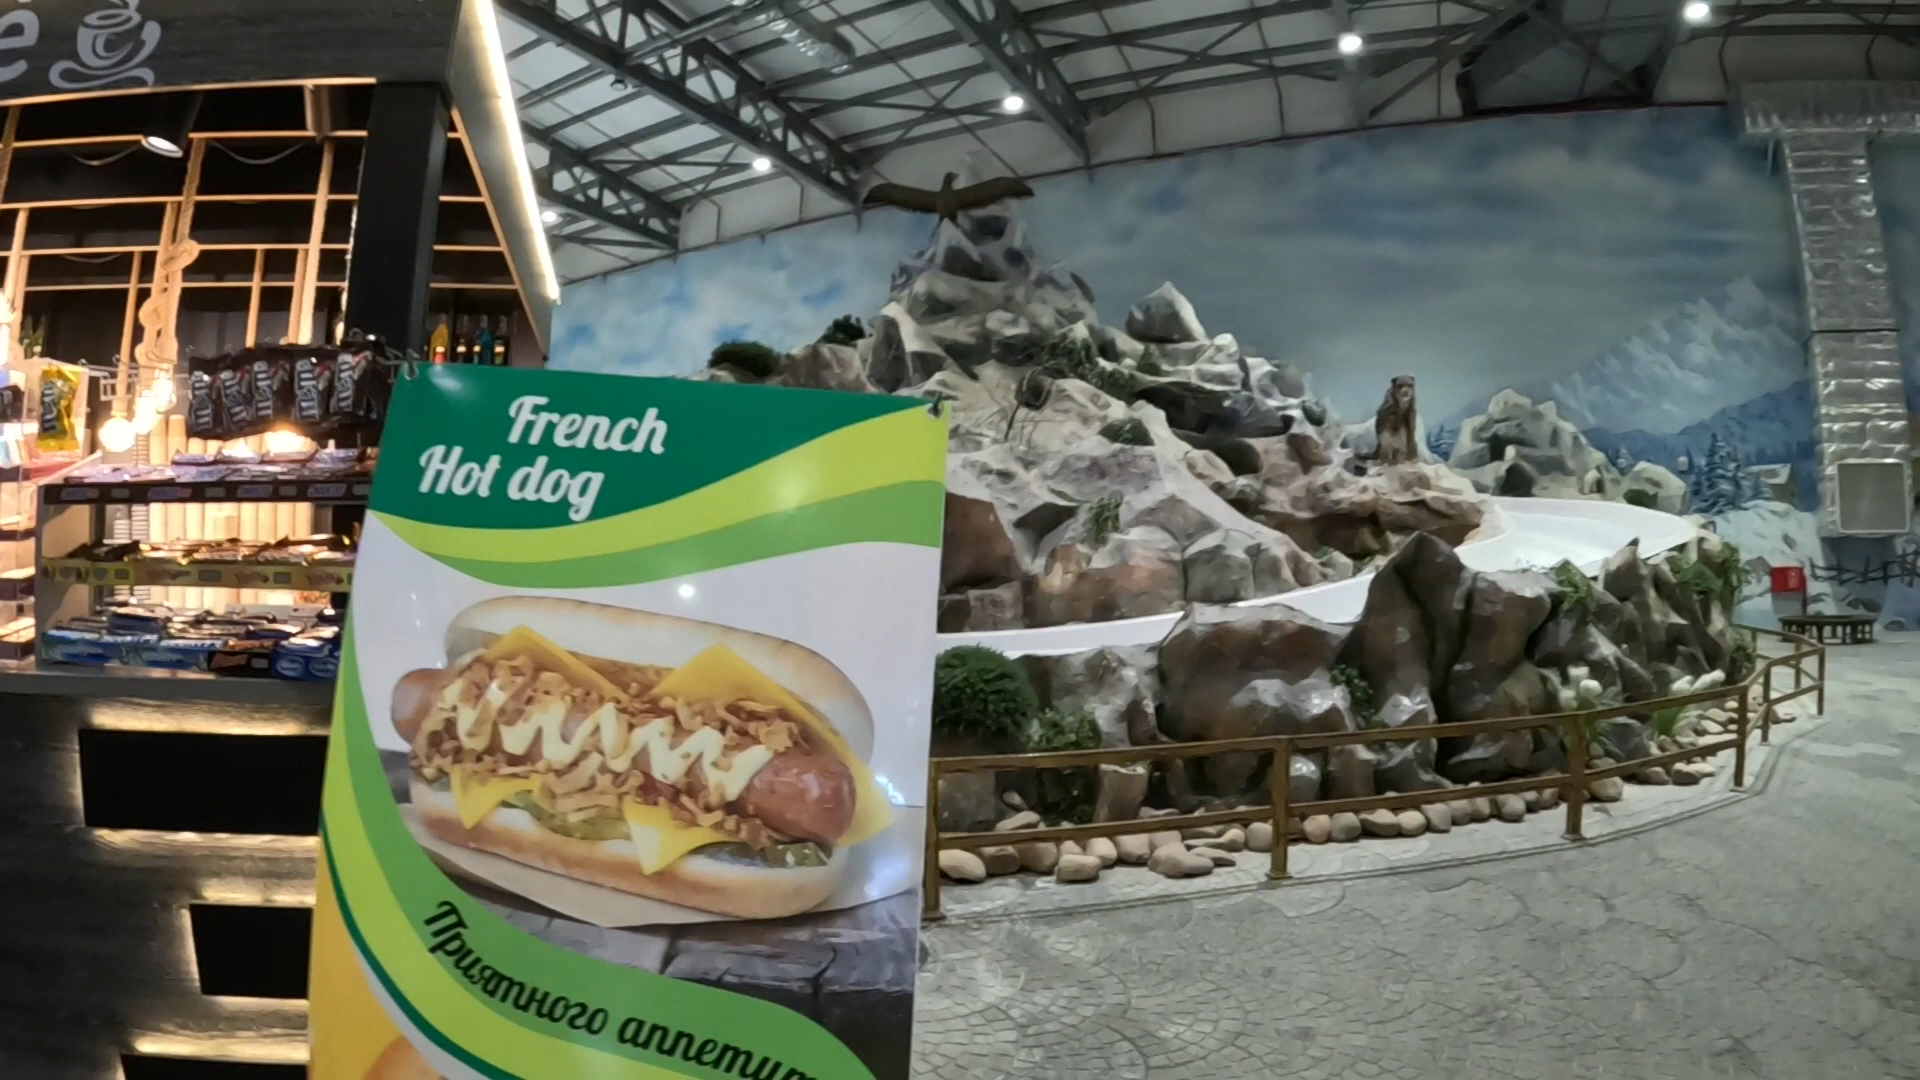 French
Hot dog
Приятного аппетит